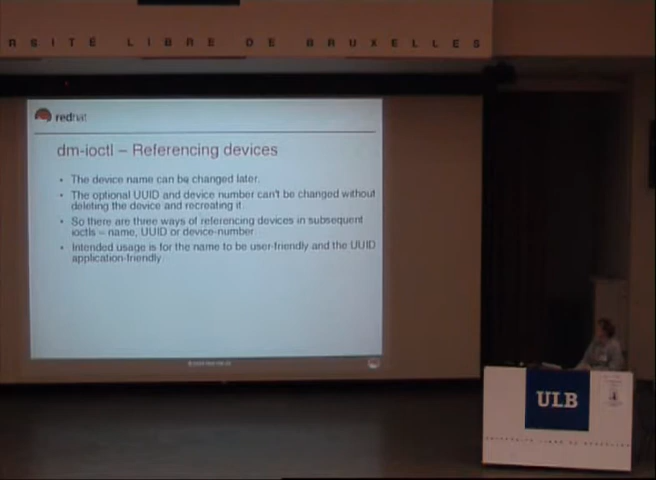 NSITÉ LIBRE DE BRUXELLES
redhat
dm-ioctl – Referencing devices
• The device name can be changed later.
• The optional UUID and device number can't be changed without
deleting the device and recreating it.
• So there are three ways of referencing devices in subsequent
ioctls – name, UUID or device-number
• Intended usage is for the name to be user-friendly and the UUID
application-friendly
ULB